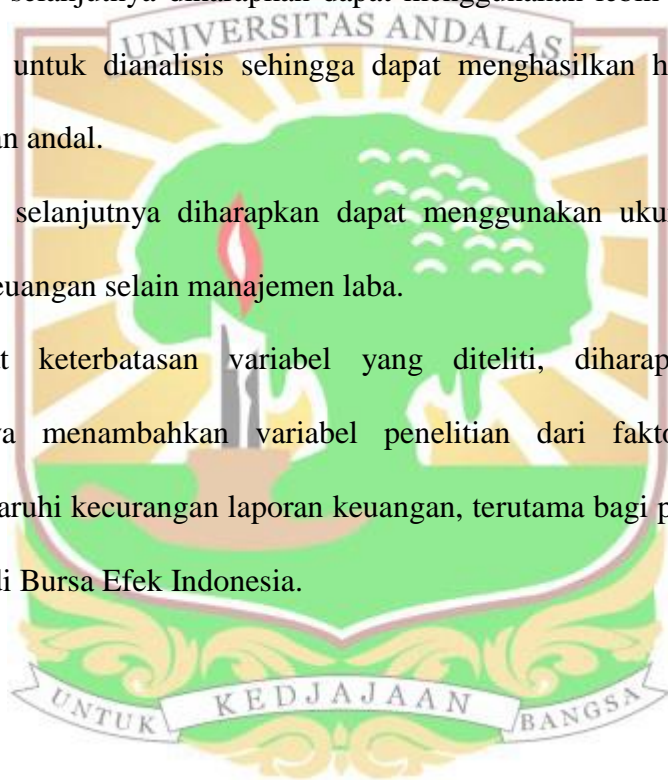 selanjutnya diharapkan dapat menggunakan lebih
UNIVERSITAS ANDALAS
untuk dianalisis sehingga dapat menghasilkan h
an andal.
selanjutnya diharapkan dapat menggunakan uku
euangan selain manajemen laba.
t keterbatasan variabel yang diteliti, diharap
a menambahkan variabel penelitian dari fakto
aruhi kecurangan laporan keuangan, terutama bagi p
di Bursa Efek Indonesia.
UNTUK KEDJAJAAN BANGSA